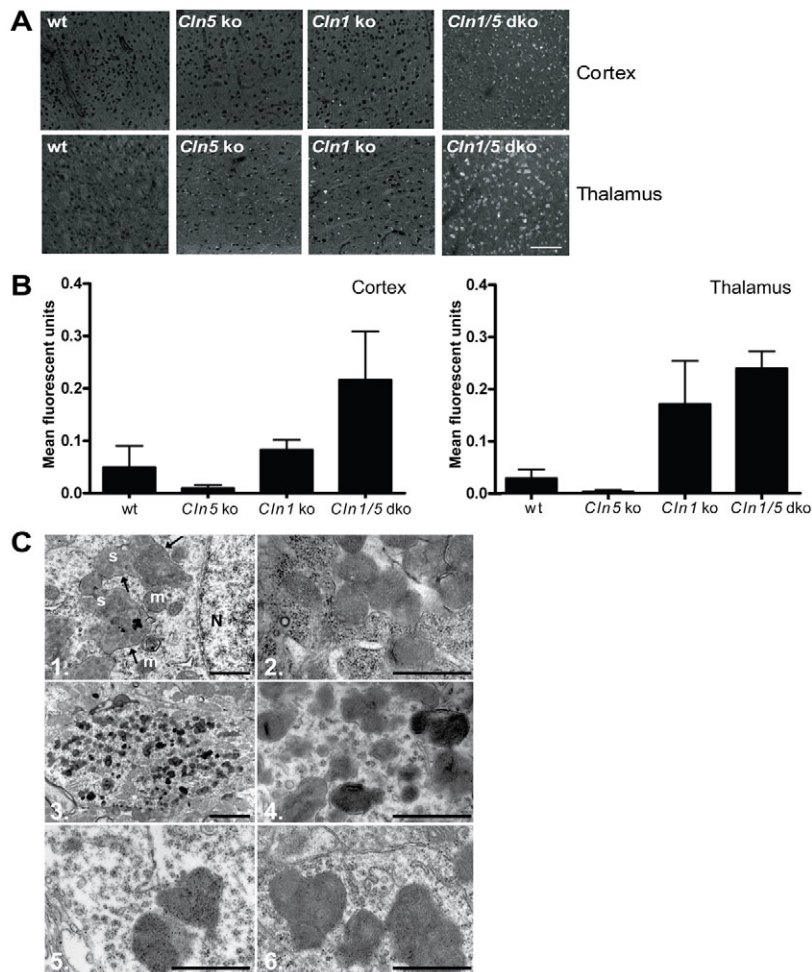 A
wt
Cln5 ko
Cln1 ko
Cln1/5 dko
Cortex
wt
Cln5 ko
Cln1 ko
Cln1/5 dko
Thalamus
B
Mean fluorescent units
0.4
0.3
0.2
0.1
0.0
Cortex
wt
Cln5 ko
Cln1 ko
Cln1/5 dko
Mean fluorescent units
0.4
0.3
0.2
0.1
0.0
Thalamus
wt
Cln5 ko
Cln1 ko
Cln1/5 dko
C
s
s
m
m
N
1.
2.
3.
4.
5.
6.